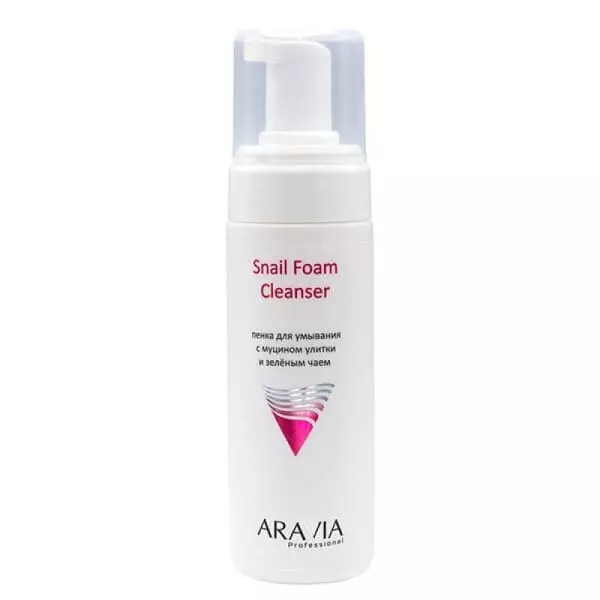 Snail Foam
Cleanser
пенка для умывания
с муцином улитки
и зелёным чаем
ARAVIA
Professional